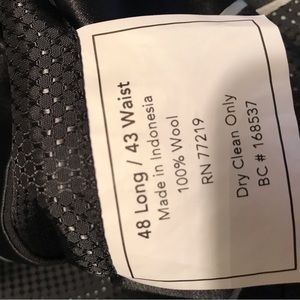 48 Long / 43 Waist
Made in Indonesia
100% Wool
RN 77219
Dry Clean Only
BC # 168537